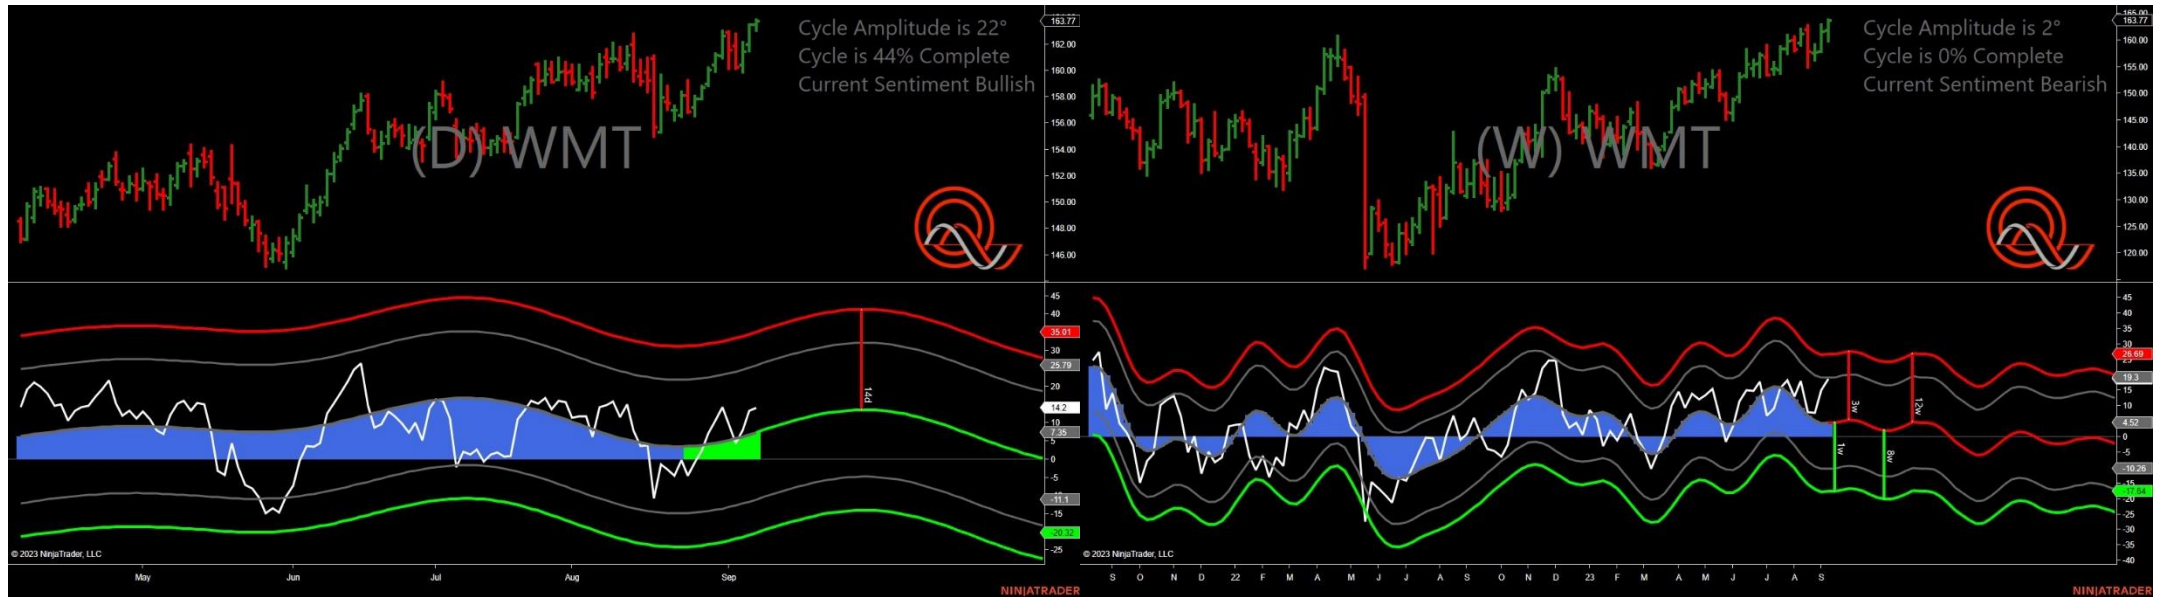 Cycle Amplitude is 22°
Cycle is 44% Complete
Current Sentiment Bullish
(D) WMT
163.77
162.00
160.00
158.00
156.00
154.00
152.00
150.00
148.00
146.00
45
35.01
30
25.79
20
14.2
10
7.35
5
0
-5
-11.1
-15
-20.32
-25
14d
© 2023 NinjaTrader, LLC
May Jun Jul Aug Sep
NINJATRADER
Cycle Amplitude is 2°
Cycle is 0% Complete
Current Sentiment Bearish
(W) WMT
165.00
163.77
160.00
155.00
150.00
145.00
140.00
135.00
130.00
125.00
120.00
45
40
35
30
26.69
19.3
15
10
4.52
0
-5
-10.26
-17.64
-20
-25
-30
-35
-40
3w
12w
1w
8w
© 2023 NinjaTrader, LLC
S O N D 22 F M A M J J A S O N D 23 F M A M J J A S
NINJATRADER